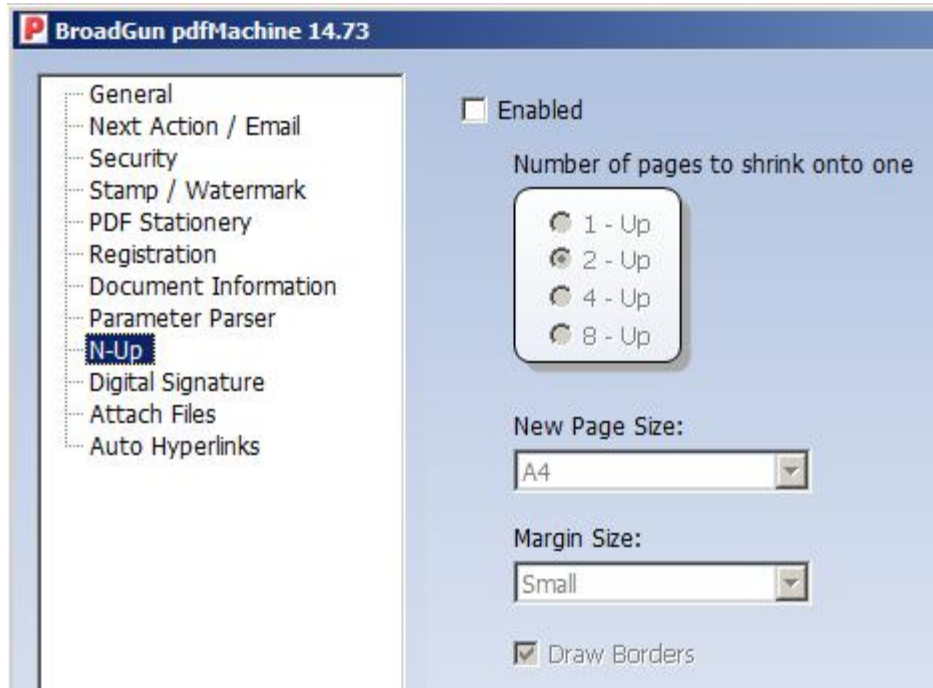 BroadGun pdfMachine 14.73
General
Next Action / Email
Security
Stamp / Watermark
PDF Stationery
Registration
Document Information
Parameter Parser
N-Up
Digital Signature
Attach Files
Auto Hyperlinks
Enabled
Number of pages to shrink onto one
1 - Up
2 - Up
4 - Up
8 - Up
New Page Size:
A4
Margin Size:
Small
Draw Borders